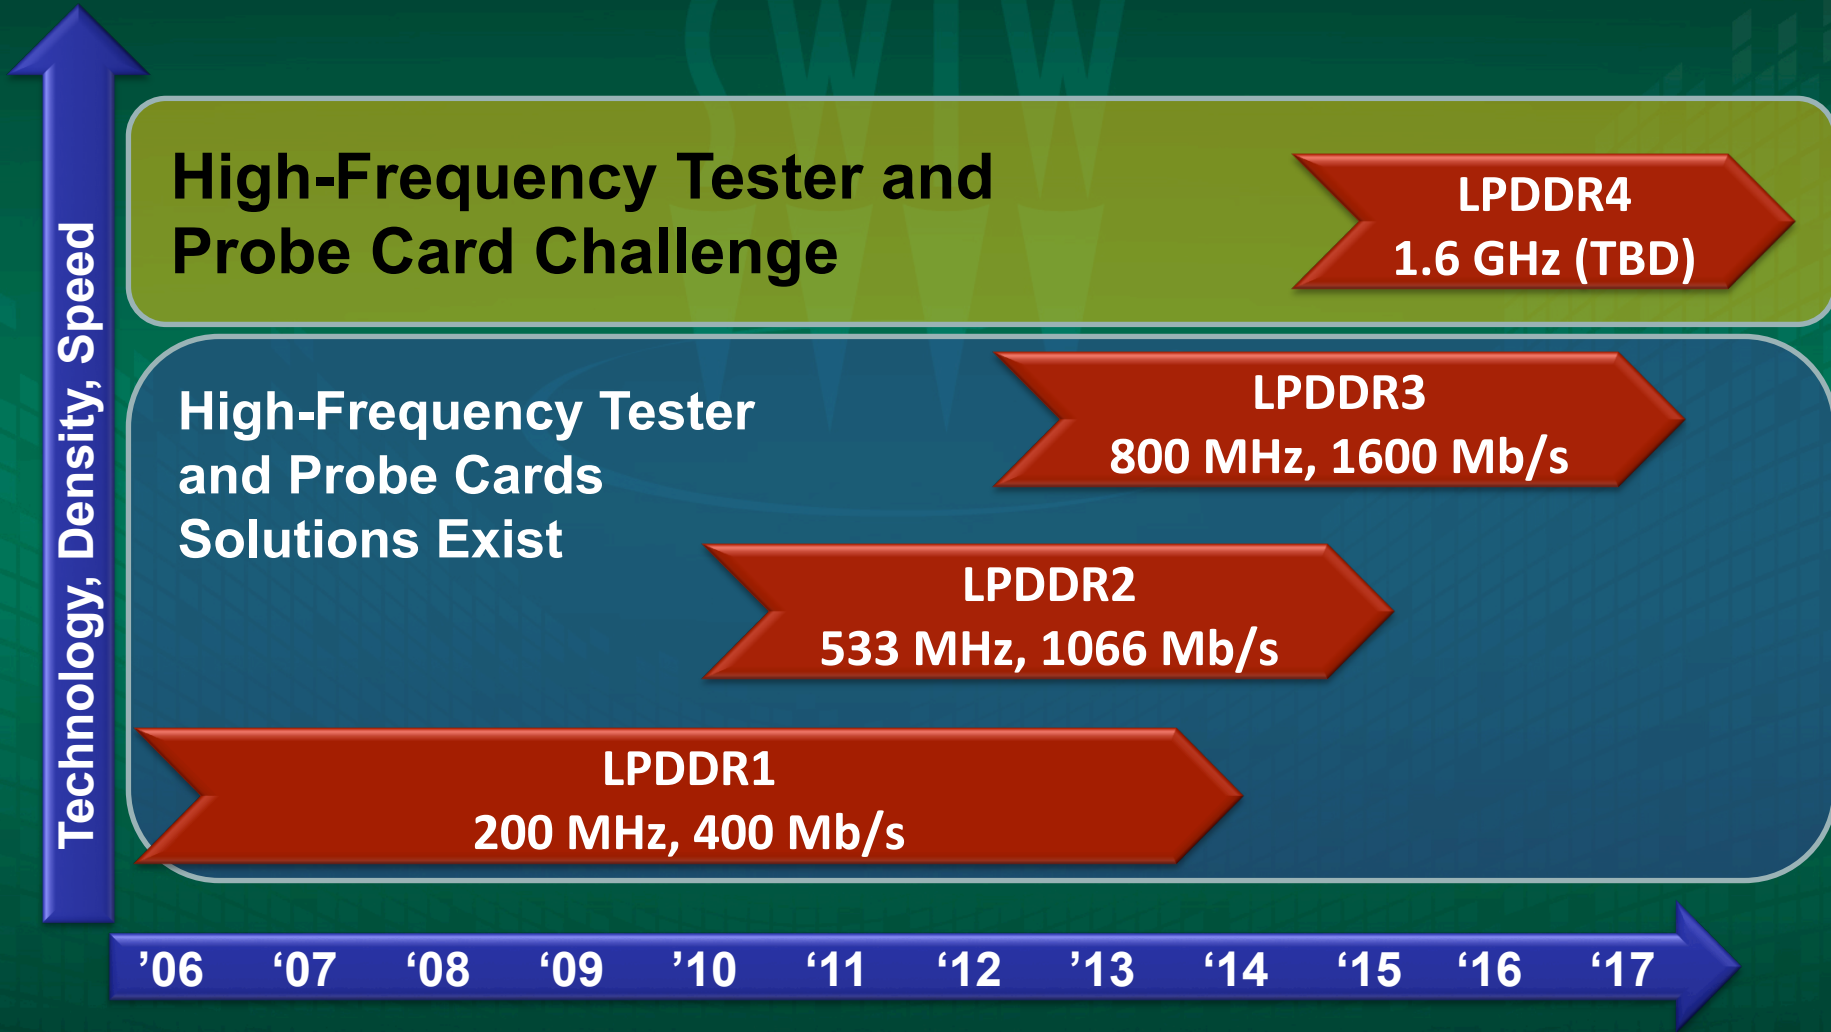 SWTW
High-Frequency Tester and
Probe Card Challenge
LPDDR4
1.6 GHz (TBD)
High-Frequency Tester
and Probe Cards
Solutions Exist
LPDDR3
800 MHz, 1600 Mb/s
LPDDR2
533 MHz, 1066 Mb/s
LPDDR1
200 MHz, 400 Mb/s
Technology, Density, Speed
’06 ‘07 ‘08 ‘09 ’10 ‘11 ‘12 ’13 ‘14 ‘15 ‘16 ‘17